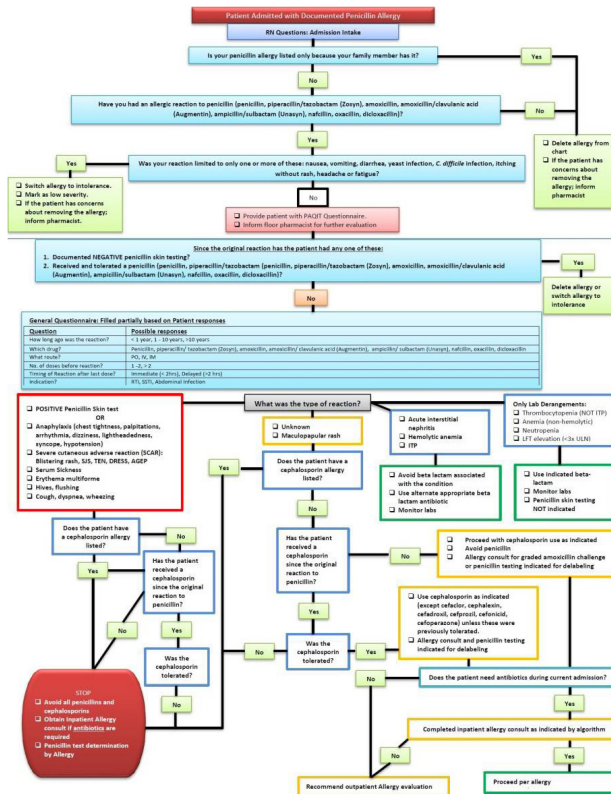 Patient Admitted with Documented Penicillin Allergy
RN Questions: Admission Intake
Is your penicillin allergy listed only because your family member has it?
Yes
No
Have you had an allergic reaction to penicillin (penicillin, piperacillin/tazobactam (Zosyn), amoxicillin, amoxicillin/clavulanic acid
(Augmentin), ampicillin/sulbactam (Unasyn), nafcillin, oxacillin, dicloxacillin)?
No
Yes
Delete allergy from
chart
If the patient has
concerns about
removing the
allergy; inform
pharmacist
Yes
Was your reaction limited to only one or more of these: nausea, vomiting, diarrhea, yeast infection, C. difficile infection, itching
without rash, headache or fatigue?
Switch allergy to intolerance.
Mark as low severity.
If the patient has concerns
about removing the allergy;
inform pharmacist.
No
Provide patient with PAQIT Questionnaire.
Inform floor pharmacist for further evaluation
Since the original reaction has the patient had any one of these:
1. Documented NEGATIVE penicillin skin testing?
2. Received and tolerated a penicillin (penicillin, piperacillin/tazobactam (penicillin, piperacillin/tazobactam (Zosyn), amoxicillin, amoxicillin/clavulanic acid
(Augmentin), ampicillin/sulbactam (Unasyn), nafcillin, oxacillin, dicloxacillin)?
Yes
No
Delete allergy or
switch allergy to
intolerance
General Questionnaire: Filled partially based on Patient responses
Question Possible responses
How long ago was the reaction? < 1 year, 1 - 10 years, >10 years
Which drug? Penicillin, piperacillin/ tazobactam (Zosyn), amoxicillin, amoxicillin/ clavulanic acid (Augmentin), ampicillin/ sulbactam (Unasyn), nafcillin, oxacillin, dicloxacillin
What route? PO, IV, IM
No. of doses before reaction? 1 -2, > 2
Timing of Reaction after last dose? Immediate (< 2hrs), Delayed (>2 hrs)
Indication? RTI, SSTI, Abdominal Infection
What was the type of reaction?
POSITIVE Penicillin Skin test
OR
Anaphylaxis (chest tightness, palpitations,
arrhythmia, dizziness, lightheadedness,
syncope, hypotension)
Severe cutaneous adverse reaction (SCAR):
Blistering rash, SJS, TEN, DRESS, AGEP
Serum Sickness
Erythema multiforme
Hives, flushing
Cough, dyspnea, wheezing
Unknown
Maculopapular rash
Acute interstitial
nephritis
Hemolytic anemia
ITP
Only Lab Derangements:
Thrombocytopenia (NOT ITP)
Anemia (non-hemolytic)
Neutropenia
LFT elevation (<3x ULN)
Yes
Does the patient have a
cephalosporin allergy
listed?
Avoid beta lactam associated
with the condition
Use alternate appropriate beta
lactam antibiotic
Monitor labs
Use indicated beta-
lactam
Monitor labs
Penicillin skin testing
NOT indicated
Does the patient have
a cephalosporin allergy
listed?
No
No
Has the patient
received a
cephalosporin
since the original
reaction to
penicillin?
Has the patient
received a
cephalosporin
since the original
reaction to
penicillin?
No
Proceed with cephalosporin use as indicated
Avoid penicillin
Allergy consult for graded amoxicillin challenge
or penicillin testing indicated for delabeling
Yes
No
Yes
Yes
Use cephalosporin as indicated
(except cefaclor, cephalexin,
cefadroxil, cefprozil, cefonicid,
cefoperazone) unless these were
previously tolerated.
Allergy consult and penicillin testing
indicated for delabeling
Was the
cephalosporin
tolerated?
No
Was the
cephalosporin
tolerated?
Yes
No
Does the patient need antibiotics during current admission?
STOP
Avoid all penicillins and
cephalosporins
Obtain Inpatient Allergy
consult if antibiotics are
required
Penicillin test determination
by Allergy
No
Yes
No
Completed inpatient allergy consult as indicated by algorithm
Yes
Recommend outpatient Allergy evaluation
Proceed per allergy